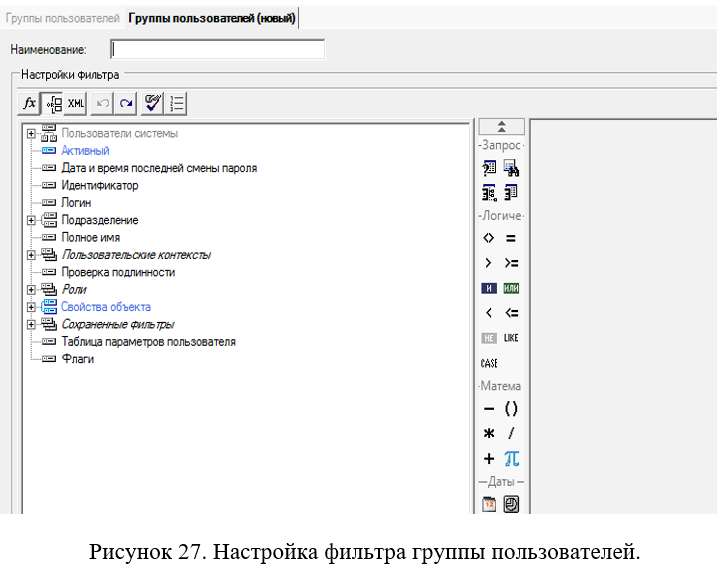 Группы пользователей Группы пользователей (новый)
Наименование:
Настройки фильтра
fx XML
Пользователи системы
Активный
Дата и время последней смены пароля
Идентификатор
Логин
Подразделение
Полное имя
Пользовательские контексты
Проверка подлинности
Роли
Свойства объекта
Сохраненные фильтры
Таблица параметров пользователя
Флаги
Запрос
Логиче
<> =
> >=
И ИЛИ
< <=
НЕ LIKE
CASE
Матема
- ()
* /
+ π
Даты
12
Рисунок 27. Настройка фильтра группы пользователей.